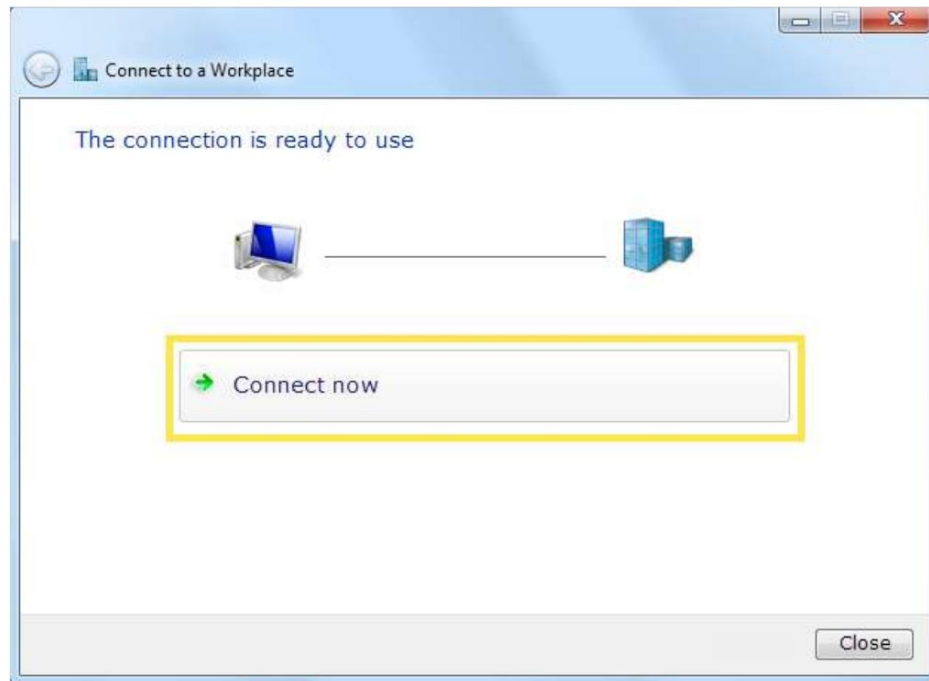 Connect to a Workplace
The connection is ready to use
Connect now
Close